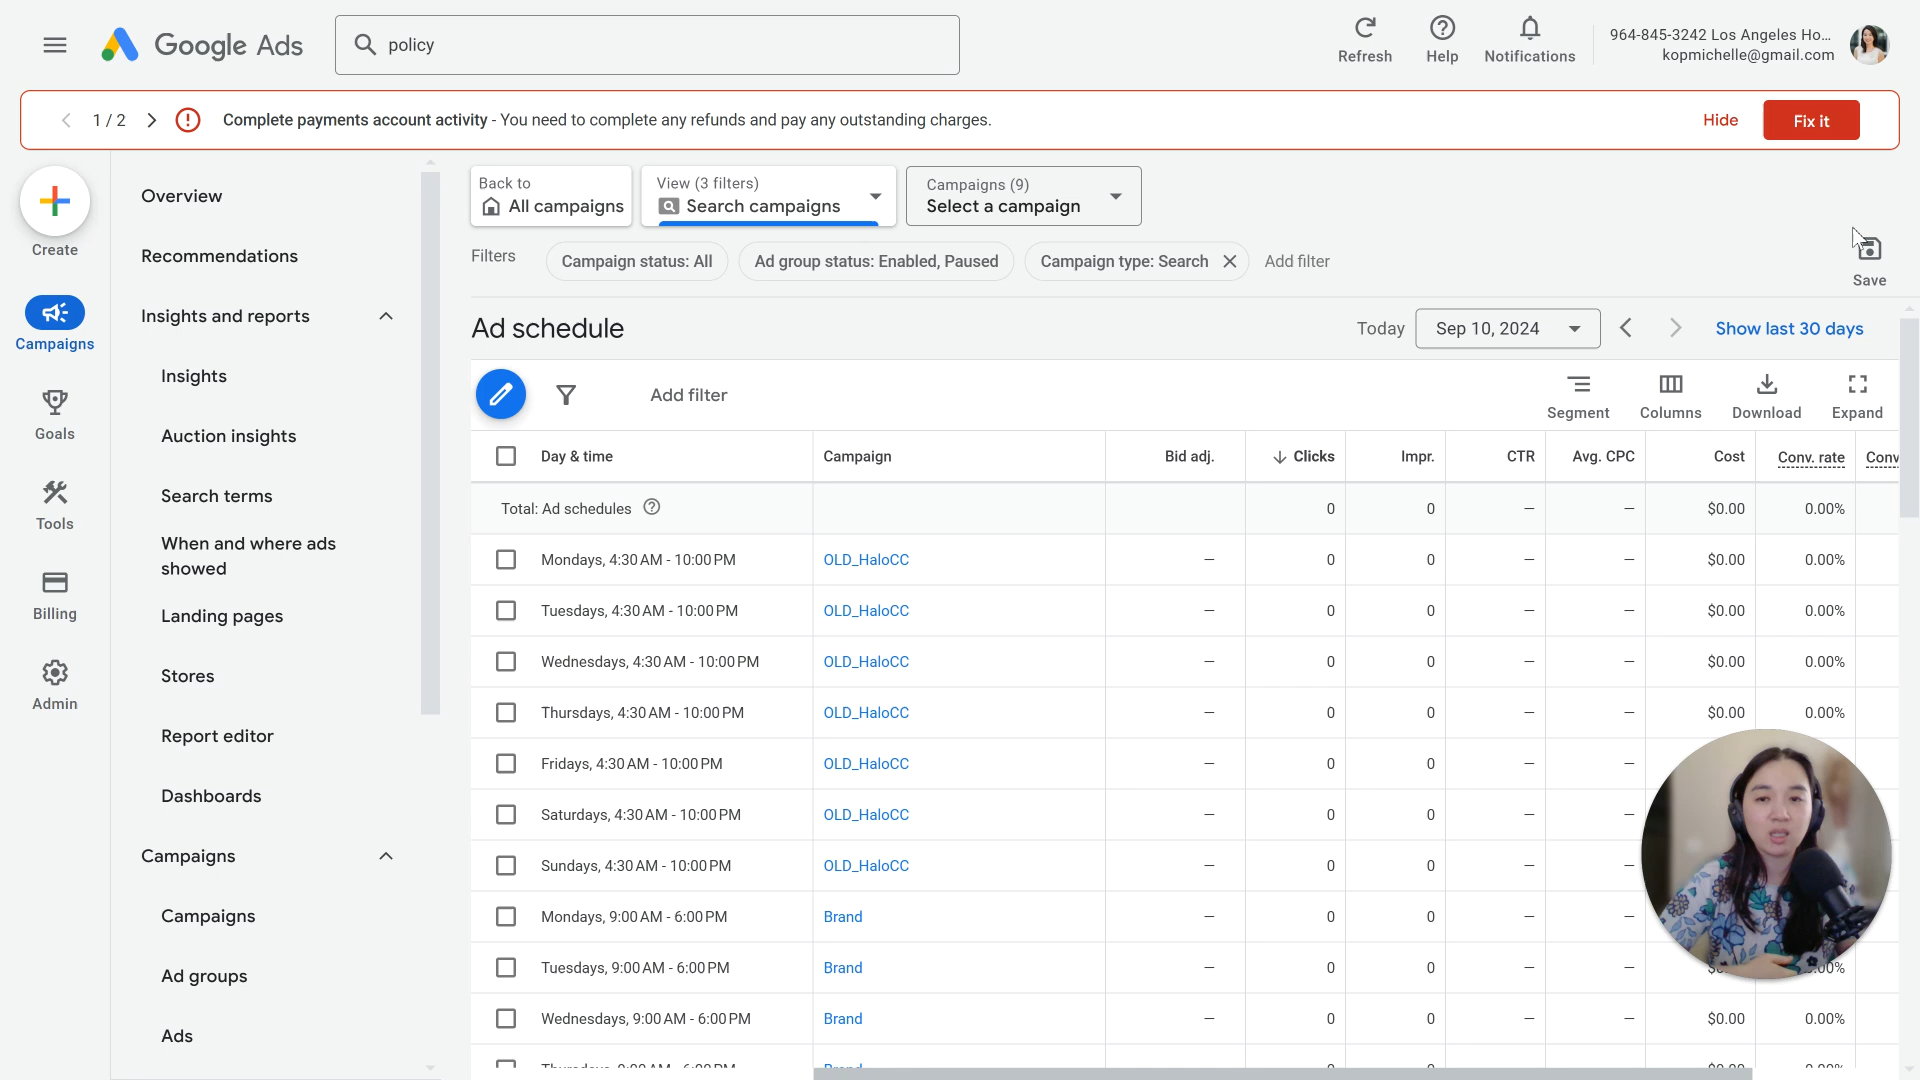 Google Ads
policy
Refresh
Help
Notifications
964-845-3242 Los Angeles Ho...
kopmichelle@gmail.com
1 / 2
Complete payments account activity - You need to complete any refunds and pay any outstanding charges.
Hide
Fix it
Create
Campaigns
Goals
Tools
Billing
Admin
Overview
Recommendations
Insights and reports
Insights
Auction insights
Search terms
When and where ads
showed
Landing pages
Stores
Report editor
Dashboards
Campaigns
Campaigns
Ad groups
Ads
Back to
All campaigns
View (3 filters)
Search campaigns
Campaigns (9)
Select a campaign
Filters
Campaign status: All
Ad group status: Enabled, Paused
Campaign type: Search
Add filter
Save
Ad schedule
Today
Sep 10, 2024
Show last 30 days
Add filter
Segment
Columns
Download
Expand
Day & time Campaign Bid adj. Clicks Impr. CTR Avg. CPC Cost Conv. rate Conv
Total: Ad schedules 0 0 — — $0.00 0.00%
Mondays, 4:30 AM - 10:00 PM OLD_HaloCC — 0 0 — — $0.00 0.00%
Tuesdays, 4:30 AM - 10:00 PM OLD_HaloCC — 0 0 — — $0.00 0.00%
Wednesdays, 4:30 AM - 10:00 PM OLD_HaloCC — 0 0 — — $0.00 0.00%
Thursdays, 4:30 AM - 10:00 PM OLD_HaloCC — 0 0 — — $0.00 0.00%
Fridays, 4:30 AM - 10:00 PM OLD_HaloCC — 0 0 —  —
Saturdays, 4:30 AM - 10:00 PM OLD_HaloCC — 0 0 — —
Sundays, 4:30 AM - 10:00 PM OLD_HaloCC — 0 0 — —
Mondays, 9:00 AM - 6:00 PM Brand — 0 0 — —
Tuesdays, 9:00 AM - 6:00 PM Brand — 0 0 — —
Wednesdays, 9:00 AM - 6:00 PM Brand — 0 0 — — $0.00 0.00%